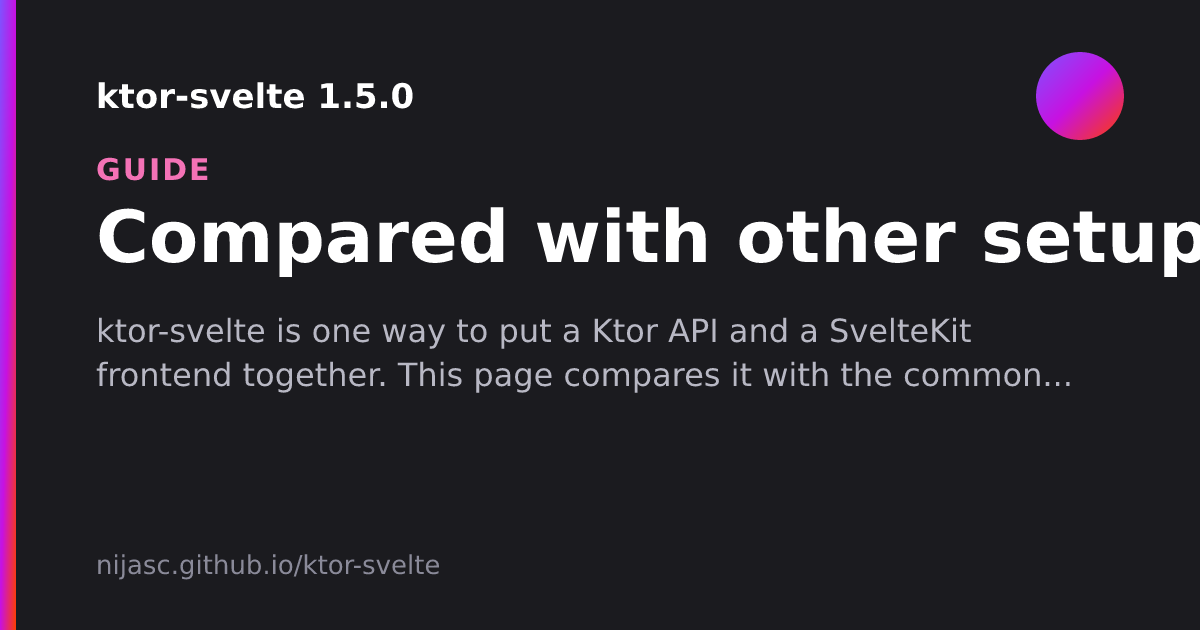 ktor-svelte 1.5.0
GUIDE
Compared with other setup
ktor-svelte is one way to put a Ktor API and a SvelteKit
frontend together. This page compares it with the common...
nijasc.github.io/ktor-svelte